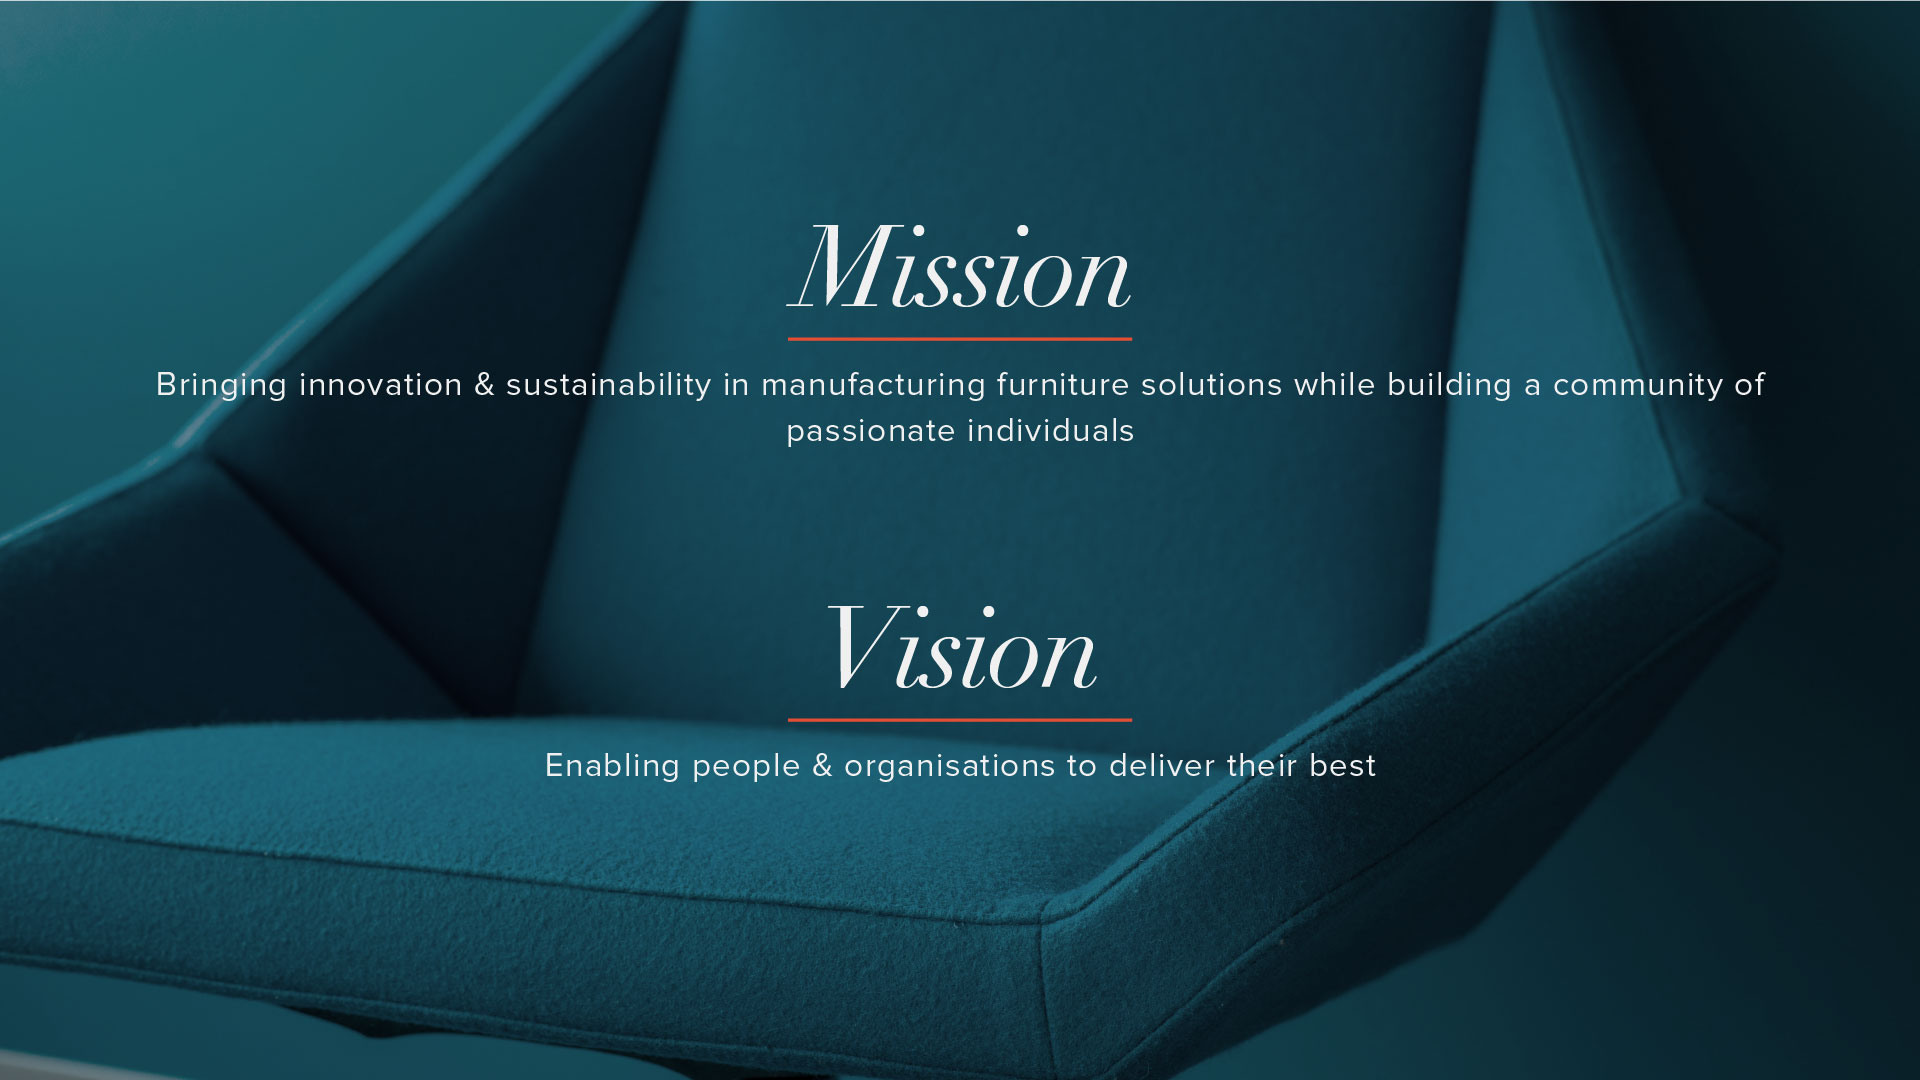 Mission
Bringing innovation & sustainability in manufacturing furniture solutions while building a community of
passionate individuals
Vision
Enabling people & organisations to deliver their best